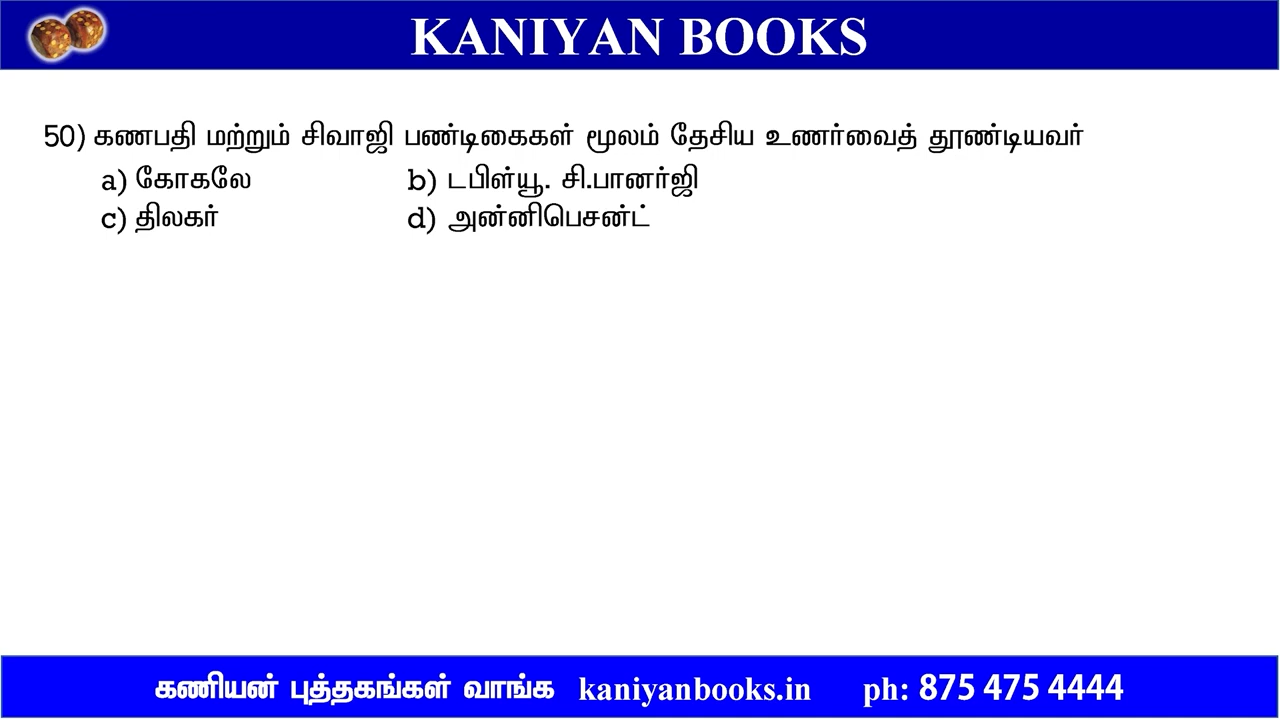 KANIYAN BOOKS
50) கணபதி மற்றும் சிவாஜி பண்டிகைகள் மூலம் தேசிய உணர்வைத் தூண்டியவர்
a) கோகலே b) டபிள்யூ. சி.பானர்ஜி
c) திலகர் d) அன்னிபெசன்ட்
கணியன் புத்தகங்கள் வாங்க kaniyanbooks.in ph: 875 475 4444